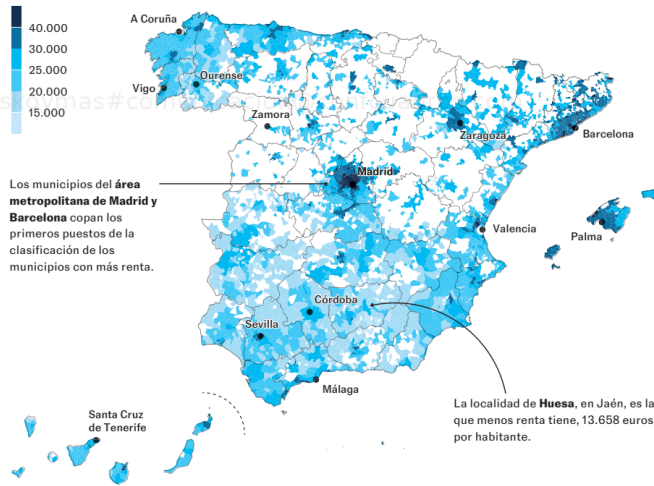 40.000
30.000
25.000
20.000
15.000
A Coruña
Vigo
Ourense
Zamora
Zaragoza
Barcelona
Madrid
Los municipios del área
metropolitana de Madrid y
Barcelona copan los
primeros puestos de la
clasificación de los
municipios con más renta.
Valencia
Palma
Córdoba
Sevilla
Málaga
La localidad de Huesa, en Jaén, es la
que menos renta tiene, 13.658 euros
por habitante.
Santa Cruz
de Tenerife